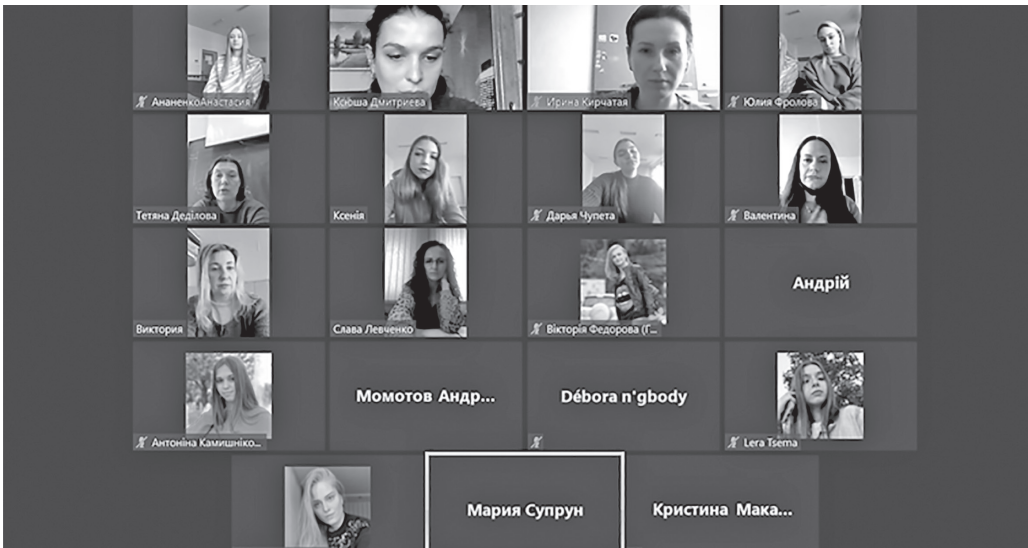 АнаненкоАнастасия
Ксюша Дмитриева
Ирина Кирчатая
Юлия Фролова
Тетяна Деділова
Ксенія
Дарья Чупета
Валентина
Виктория
Слава Левченко
Вікторія Федорова (Г...
Андрій
Антоніна Камишніко...
Момотов Андр...
Débora n'gbody
Lera Tsema
Мария Супрун
Кристина Мака...